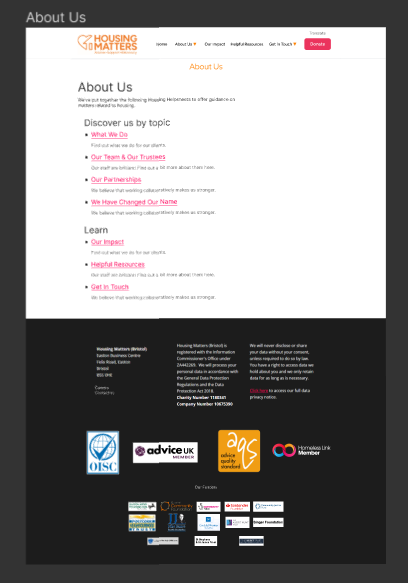 About Us
HOUSING MATTERS
Home About Us Our Impact Helpful Resources Get in Touch
Donate
About Us
About Us
We've put together the following Housing Helpsheets to offer guidance on
matters related to housing.
Discover us by topic
What We Do
Find out what we do for our clients.
Our Team & Our Trustees
Our staff are brilliant! Find out a bit more about them here.
Our Partnerships
We believe that working collaboratively makes us stronger.
We Have Changed Our Name
We believe that working collaboratively makes us stronger.
Learn
Our Impact
Find out what we do for our clients.
Helpful Resources
Our staff are brilliant! Find out a bit more about them here.
Get in Touch
We believe that working collaboratively makes us stronger.
Housing Matters (Bristol)
Easton Business Centre
Felix Road, Easton
Bristol
BS5 0HE
Careers
Contact Us
Housing Matters (Bristol) is
registered with the Information
Commissioner's Office under
ZA442269. We will process your
personal data in accordance with
the General Data Protection
Regulations and the Data
Protection Act 2018.
Charity Number 1180341
Company Number 10675390
We will never disclose or share
your data without your consent,
unless required to do so by law.
You have a right to access data we
hold about you and we only retain
data for as long as is necessary.
Click here to access our full data
privacy notice.
OISC
advice UK
MEMBER
aqs
advice
quality
standard
Homeless Link
Member
Our Funders
Community
Foundation
Santander
Singer Foundation